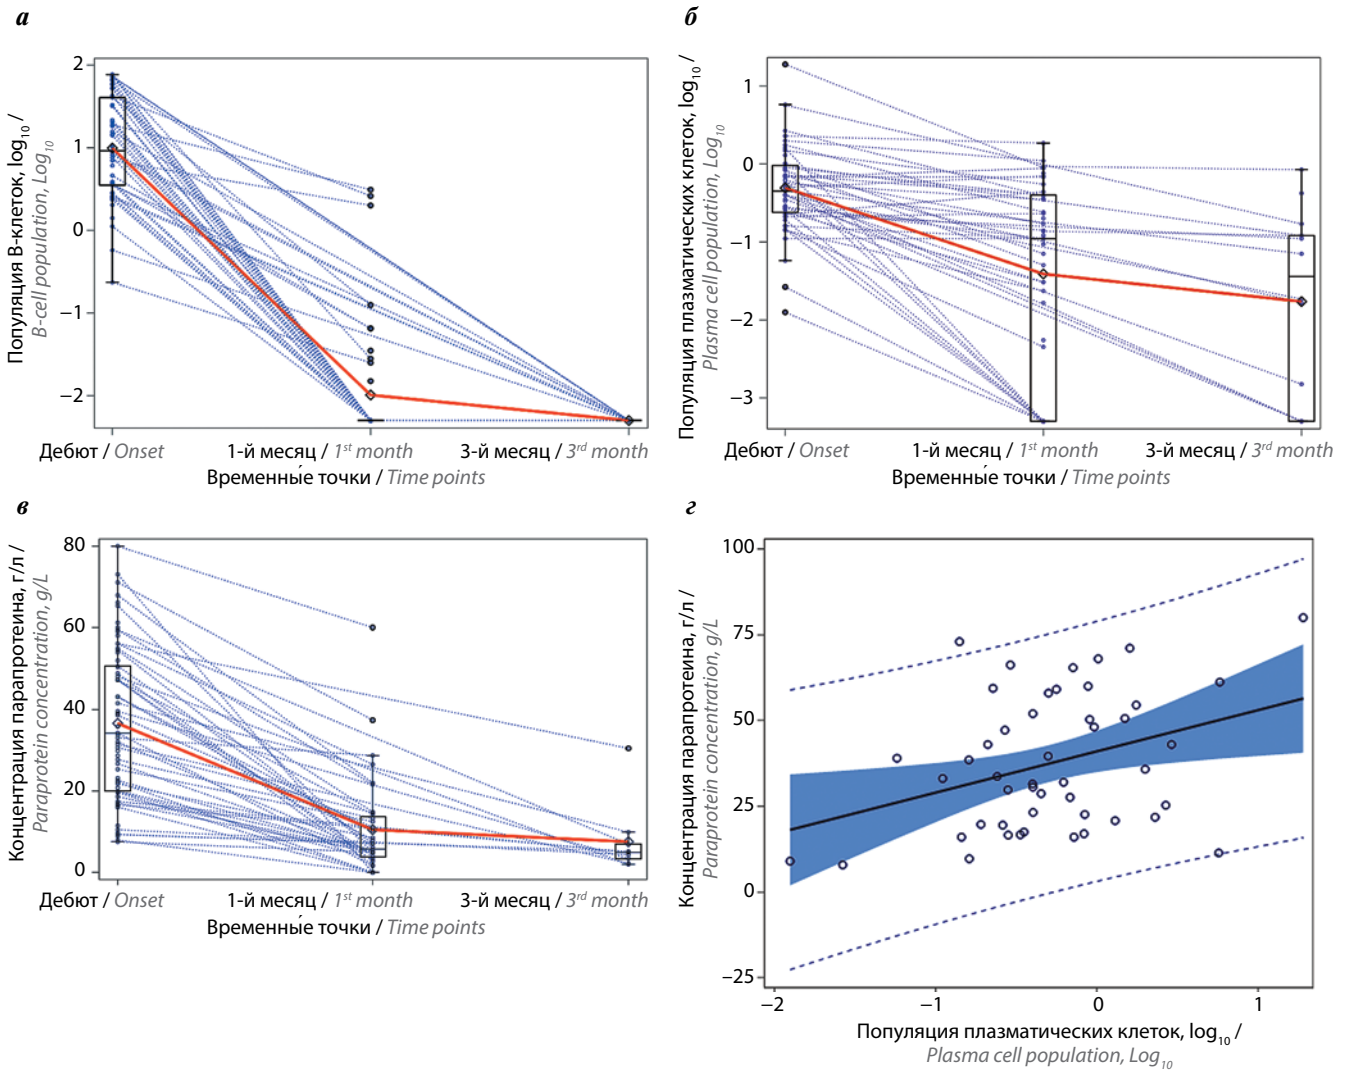 а
Популяция В-клеток, log10 /
B-cell population, Log10
2
1
0
−1
−2
Дебют / Onset
1-й месяц / 1st month
3-й месяц / 3rd month
Временны́е точки / Time points
б
Популяция плазматических клеток, log10 /
Plasma cell population, Log10
1
0
−1
−2
−3
Дебют / Onset
1-й месяц / 1st month
3-й месяц / 3rd month
Временны́е точки / Time points
в
Концентрация парапротеина, г/л /
Paraprotein concentration, g/L
80
60
40
20
0
Дебют / Onset
1-й месяц / 1st month
3-й месяц / 3rd month
Временны́е точки / Time points
г
Концентрация парапротеина, г/л /
Paraprotein concentration, g/L
100
75
50
25
0
−25
−2
−1
0
1
Популяция плазматических клеток, log10 /
Plasma cell population, Log10